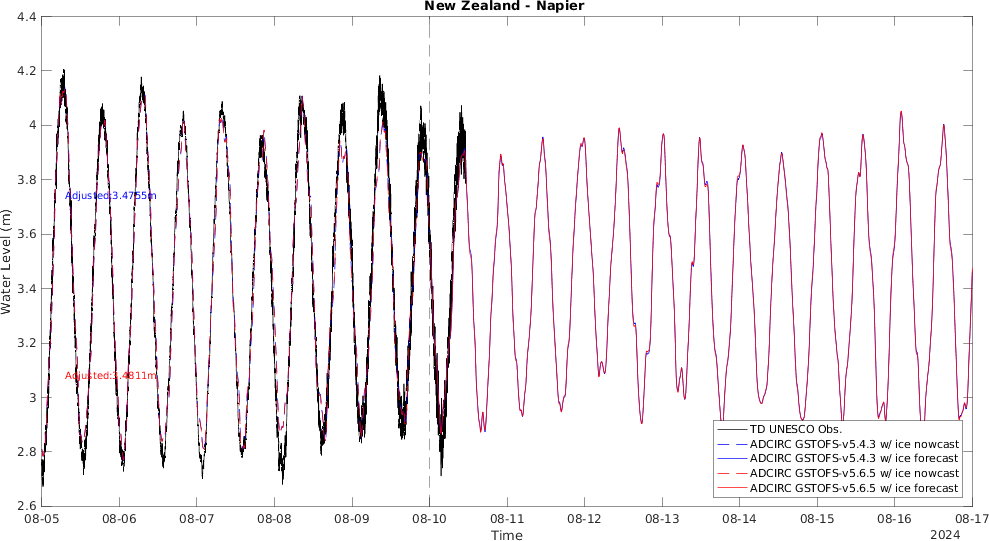 New Zealand - Napier
4.4
4.2
4
3.8
3.6
3.4
3.2
3
2.8
2.6
Water Level (m)
Adjusted:3.4755m
Adjusted:3.4811m
TD UNESCO Obs.
ADCIRC GSTOFS-v5.4.3 w/ ice nowcast
ADCIRC GSTOFS-v5.4.3 w/ ice forecast
ADCIRC GSTOFS-v5.6.5 w/ ice nowcast
ADCIRC GSTOFS-v5.6.5 w/ ice forecast
08-05 08-06 08-07 08-08 08-09 08-10 08-11 08-12 08-13 08-14 08-15 08-16 08-17
Time
2024